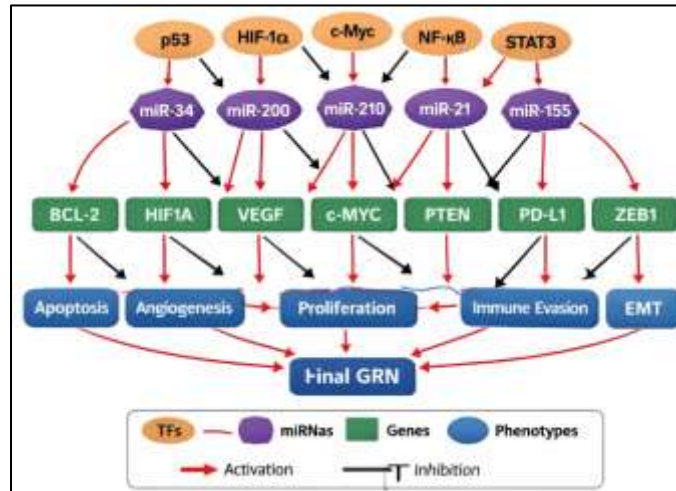 p53 HIF-1α c-Myc NF-κB STAT3
miR-34 miR-200 miR-210 miR-21 miR-155
BCL-2 HIF1A VEGF c-MYC PTEN PD-L1 ZEB1
Apoptosis Angiogenesis Proliferation Immune Evasion EMT
Final GRN
TFs miRNas Genes Phenotypes
Activation Inhibition